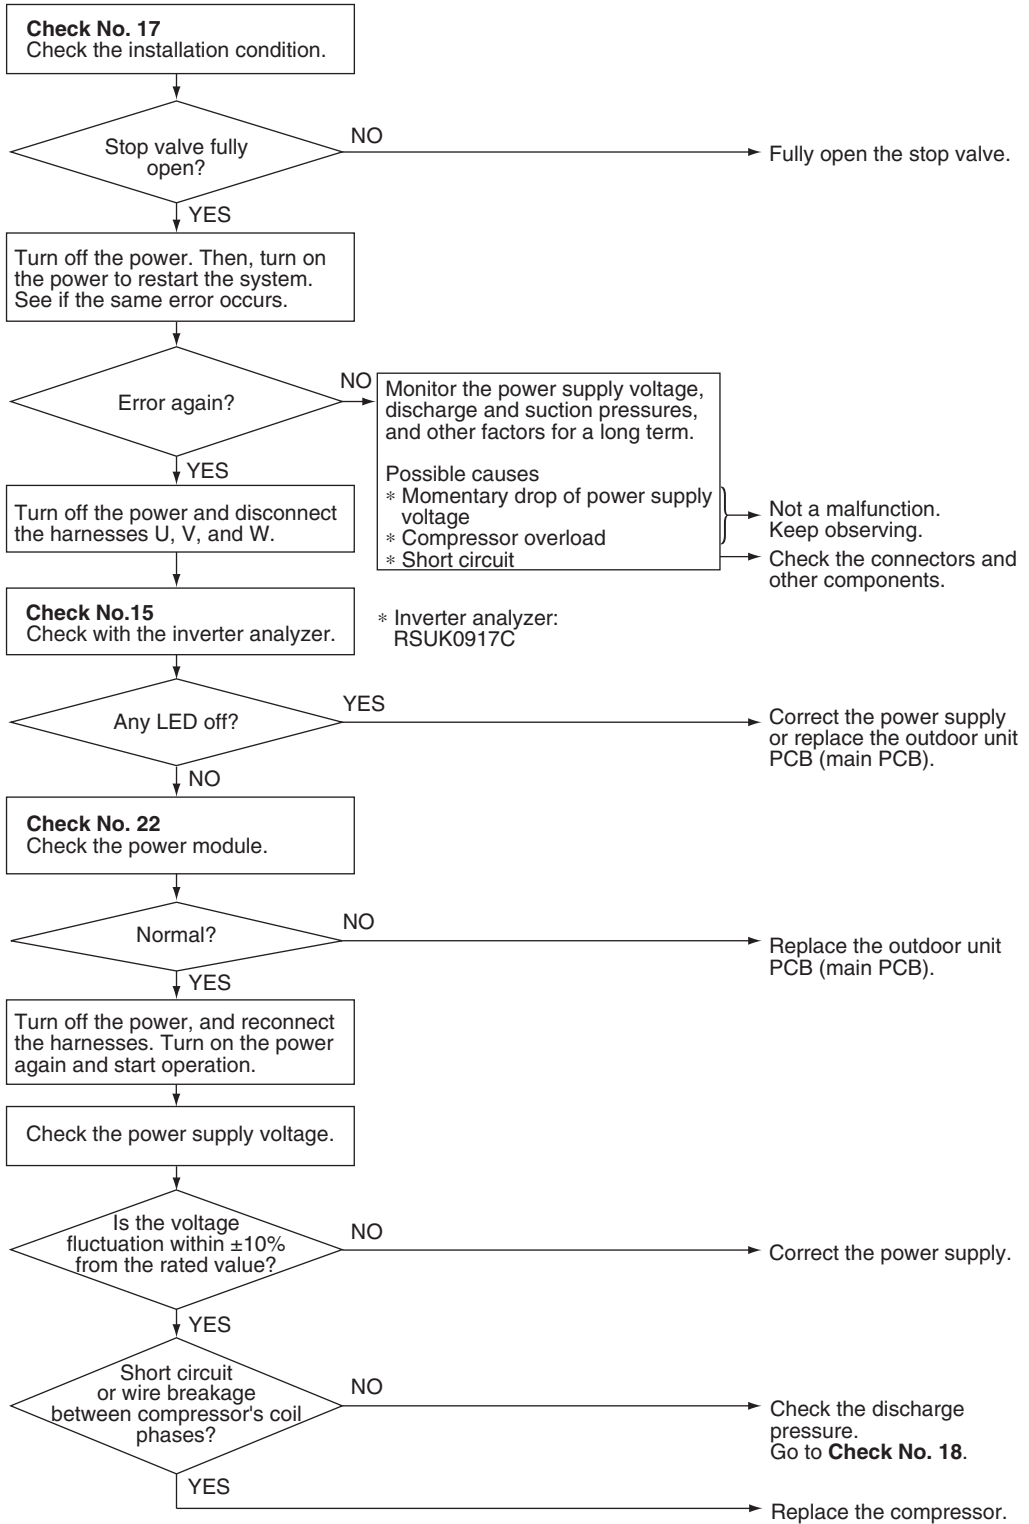 Check No. 17
Check the installation condition.
Stop valve fully
open?
NO
Fully open the stop valve.
YES
Turn off the power. Then, turn on
the power to restart the system.
See if the same error occurs.
Error again?
NO
Monitor the power supply voltage,
discharge and suction pressures,
and other factors for a long term.
Possible causes
* Momentary drop of power supply
voltage
* Compressor overload
* Short circuit
Not a malfunction.
Keep observing.
Check the connectors and
other components.
YES
Turn off the power and disconnect
the harnesses U, V, and W.
Check No.15
Check with the inverter analyzer.
* Inverter analyzer:
RSUK0917C
Any LED off?
YES
Correct the power supply
or replace the outdoor unit
PCB (main PCB).
NO
Check No. 22
Check the power module.
Normal?
NO
Replace the outdoor unit
PCB (main PCB).
YES
Turn off the power, and reconnect
the harnesses. Turn on the power
again and start operation.
Check the power supply voltage.
Is the voltage
fluctuation within ±10%
from the rated value?
NO
Correct the power supply.
YES
Short circuit
or wire breakage
between compressor's coil
phases?
NO
Check the discharge
pressure.
Go to Check No. 18.
YES
Replace the compressor.